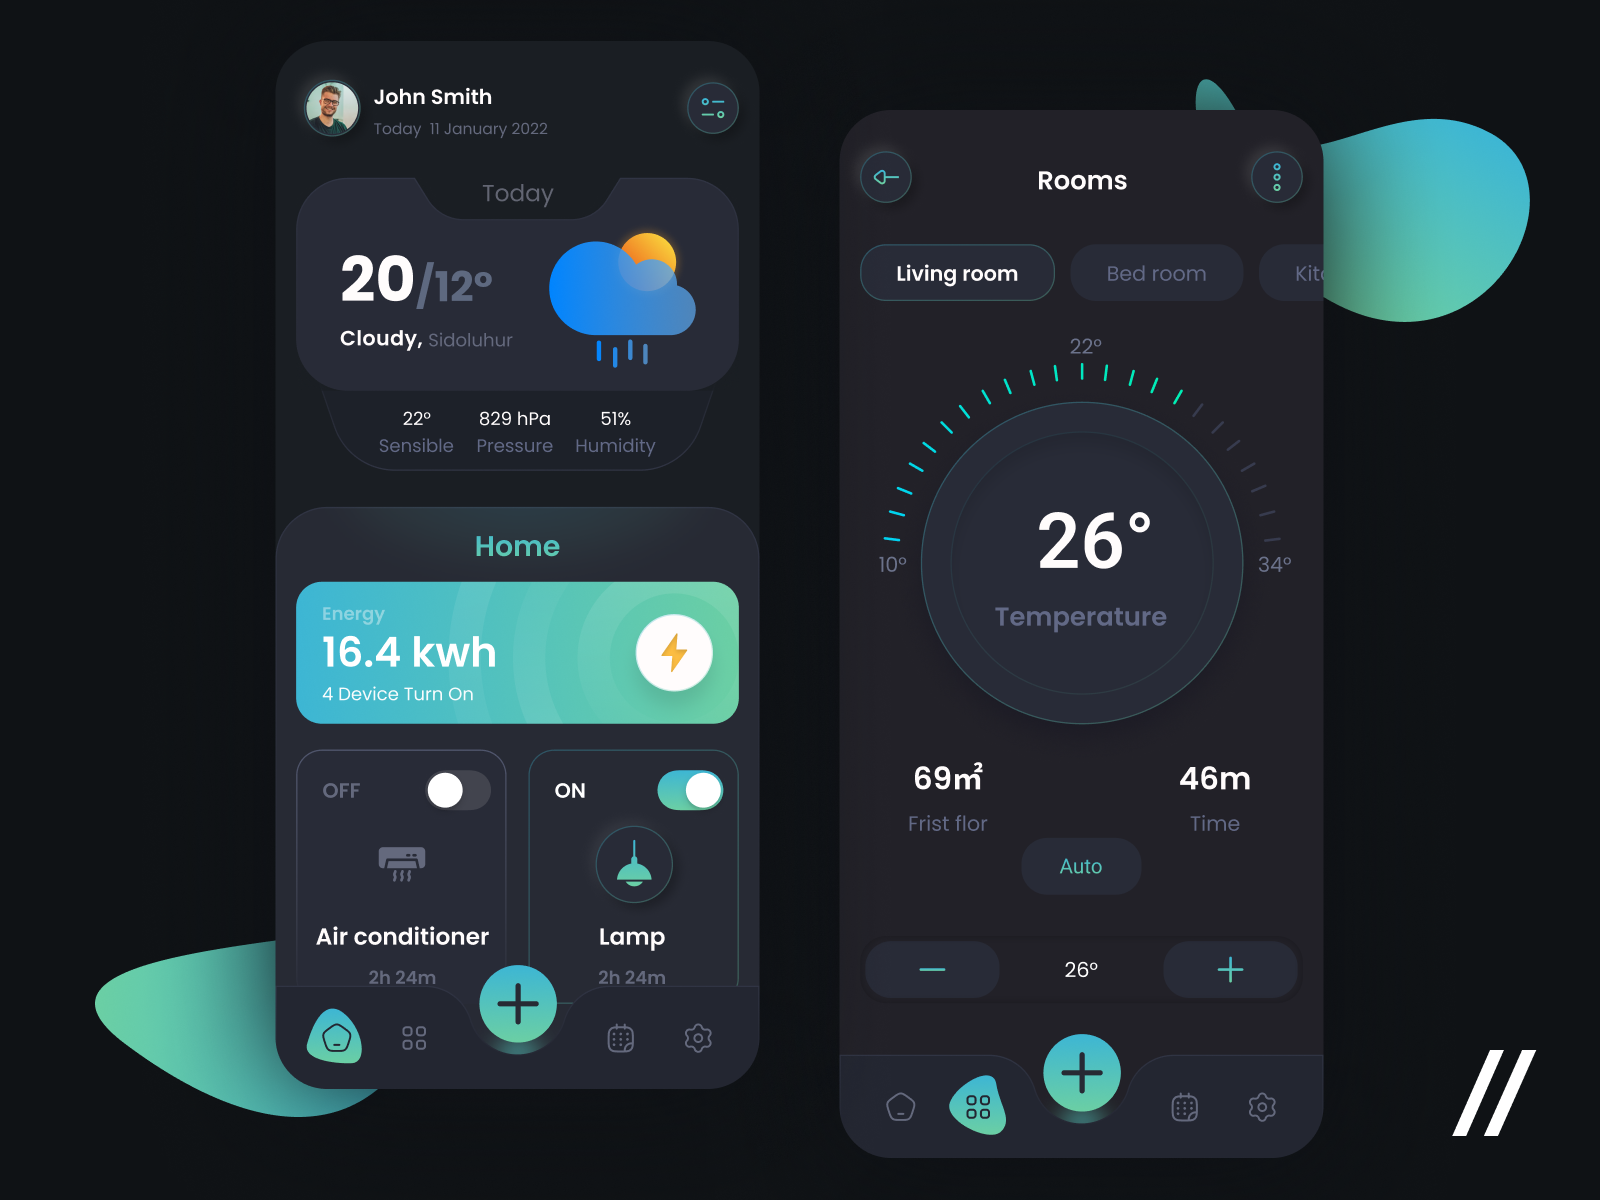 John Smith
Today 11 January 2022
Today
20/12°
Cloudy, Sidoluhur
22° 829 hPa 51%
Sensible Pressure Humidity
Home
Energy
16.4 kwh
4 Device Turn On
OFF
ON
Air conditioner
Lamp
2h 24m
2h 24m
Rooms
Living room
Bed room
22°
10°
34°
26°
Temperature
69㎡
46m
Frist flor
Time
Auto
26°